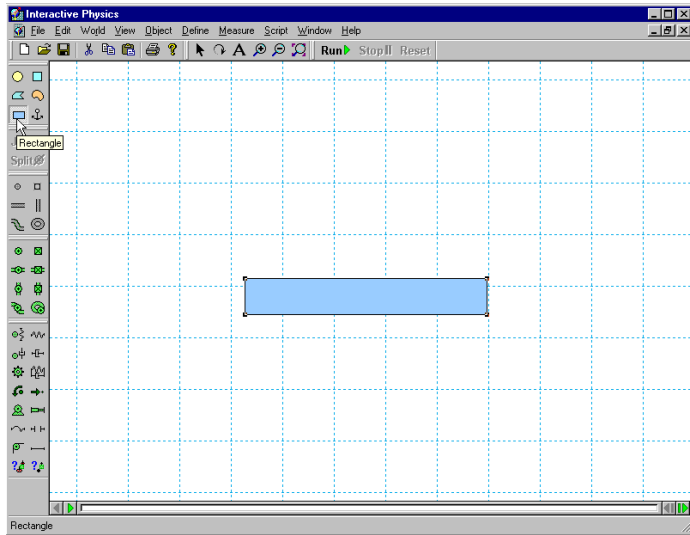 Interactive Physics
File Edit World View Object Define Measure Script Window Help
A Run Stop Reset
Rectangle
Split
Rectangle